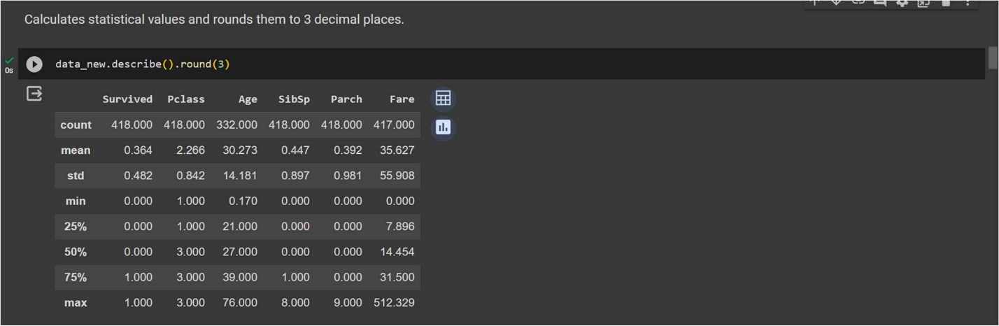 Calculates statistical values and rounds them to 3 decimal places.
0s
data_new.describe().round(3)
Survived Pclass Age SibSp Parch Fare
count 418.000 418.000 332.000 418.000 418.000 417.000
mean 0.364 2.266 30.273 0.447 0.392 35.627
std 0.482 0.842 14.181 0.897 0.981 55.908
min 0.000 1.000 0.170 0.000 0.000 0.000
25% 0.000 1.000 21.000 0.000 0.000 7.896
50% 0.000 3.000 27.000 0.000 0.000 14.454
75% 1.000 3.000 39.000 1.000 0.000 31.500
max 1.000 3.000 76.000 8.000 9.000 512.329